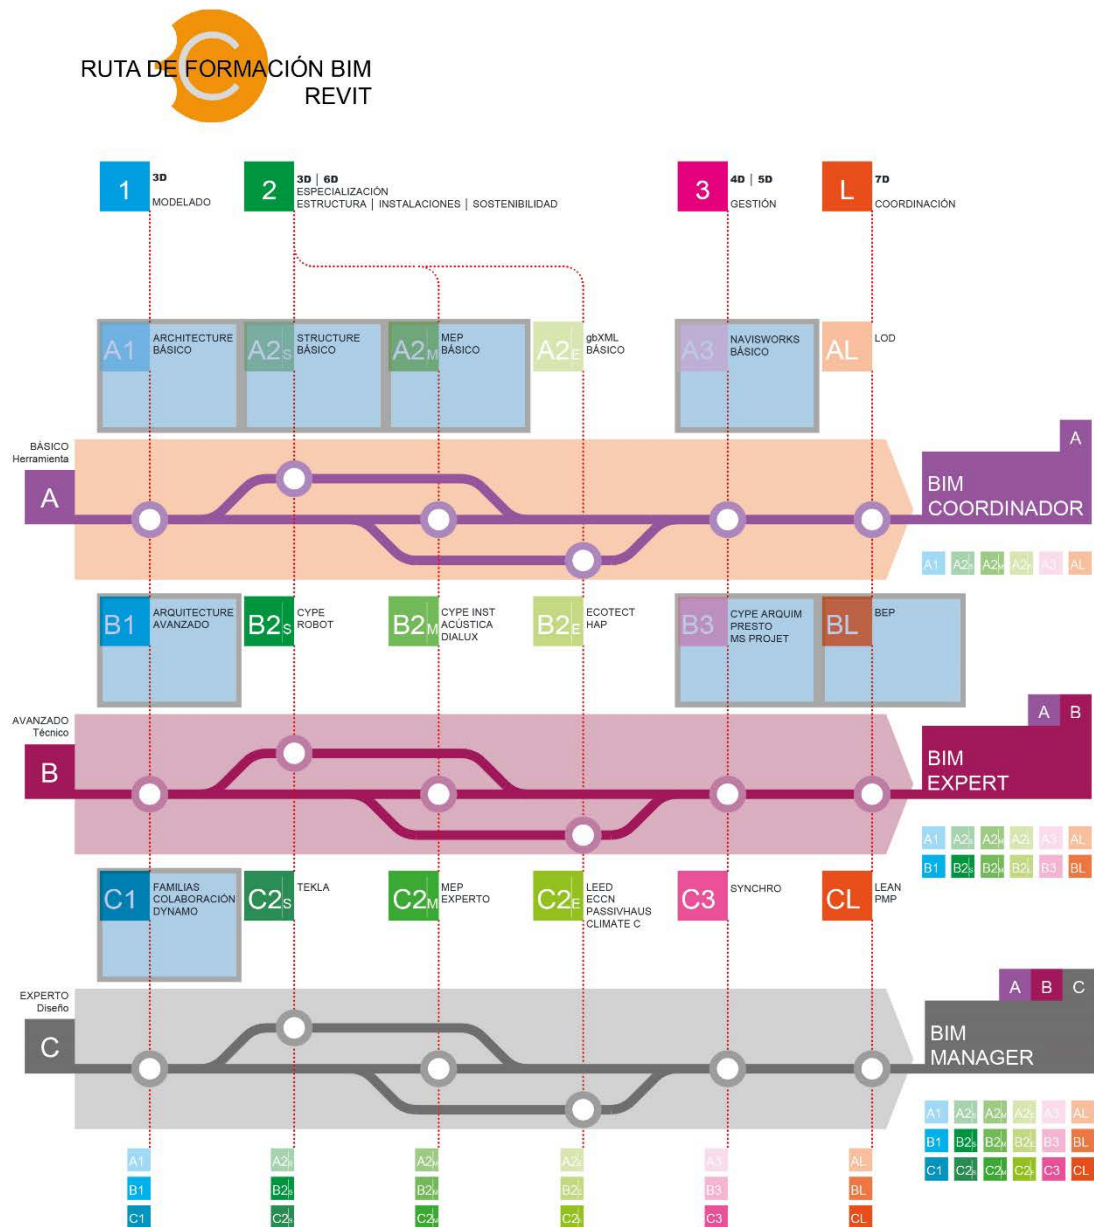 RUTA DE FORMACIÓN BIM
REVIT
1
3D
MODELADO
2
3D | 6D
ESPECIALIZACIÓN
ESTRUCTURA | INSTALACIONES | SOSTENIBILIDAD
3
4D | 5D
GESTIÓN
L
7D
COORDINACIÓN
A1
ARCHITECTURE
BÁSICO
A2S
STRUCTURE
BÁSICO
A2M
MEP
BÁSICO
A2E
gbXML
BÁSICO
A3
NAVISWORKS
BÁSICO
AL
LOD
BÁSICO
Herramienta
A
A
BIM
COORDINADOR
A1 A2S A2M A2E A3 AL
B1
ARQUITECTURE
AVANZADO
B2S
CYPE
ROBOT
B2M
CYPE INST
ACÚSTICA
DIALUX
B2E
ECOTECT
HAP
B3
CYPE ARQUIM
PRESTO
MS PROJET
BL
BEP
AVANZADO
Técnico
B
A B
BIM
EXPERT
A1 A2S A2M A2E A3 AL
B1 B2S B2M B2E B3 BL
C1
FAMILIAS
COLABORACIÓN
DYNAMO
C2S
TEKLA
C2M
MEP
EXPERTO
C2E
LEED
ECCN
PASSIVHAUS
CLIMATE C
C3
SYNCHRO
CL
LEAN
PMP
EXPERTO
Diseño
C
A B C
BIM
MANAGER
A1 A2S A2M A2E A3 AL
B1 B2S B2M B2E B3 BL
C1 C2S C2M C2E C3 CL
A1 A2S A2M A2E A3 AL
B1 B2S B2M B2E B3 BL
C1 C2S C2M C2E C3 CL